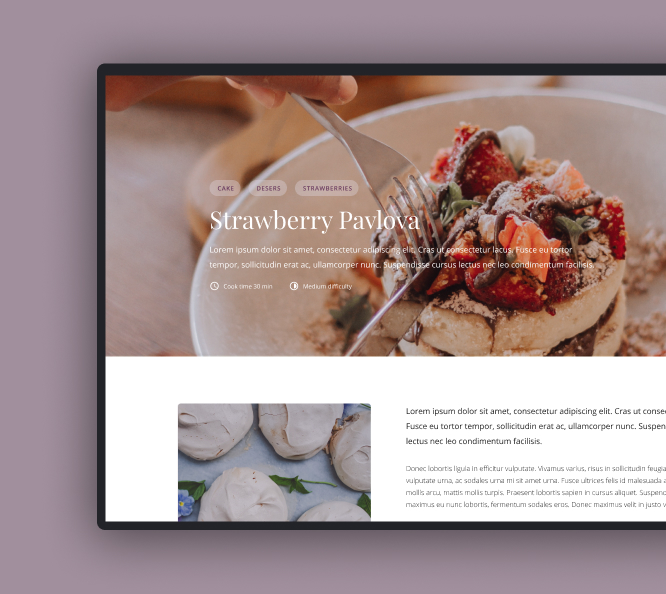 CAKE DESERS STRAWBERRIES
Strawberry Pavlova
Lorem ipsum dolor sit amet, consectetur adipiscing elit. Cras ut consectetur lacus. Fusce eu tortor
tempor, sollicitudin erat ac, ullamcorper nunc. Suspendisse cursus lectus nec leo condimentum facilisis.
Cook time 30 min Medium difficulty
Lorem ipsum dolor sit amet, consectetur adipiscing elit. Cras ut
Fusce eu tortor tempor, sollicitudin erat ac, ullamcorper nunc.
lectus nec leo condimentum facilisis.
Donec lobortis ligula in efficitur vulputate. Vivamus varius, risus in sollicitudin
vulputate urna, ac sodales urna mi sit amet urna. Fusce ultrices felis id malesuada
mollis arcu, mattis mollis turpis. Praesent lobortis sapien in cursus aliquet.
maximus eu nunc lobortis, fermentum sodales eros. Donec maximus velit in justo